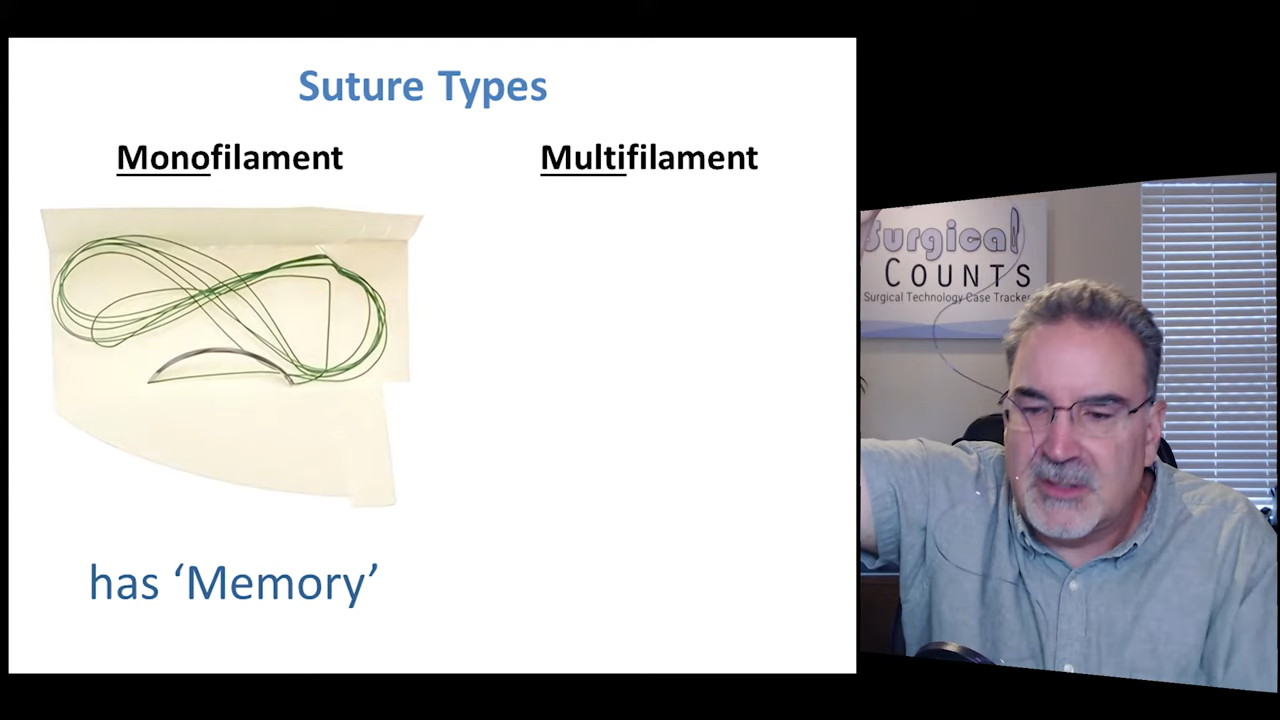 Suture Types
Monofilament
Multifilament
has ‘Memory’
Surgical
COUNTS
Surgical Technology Case Tracker